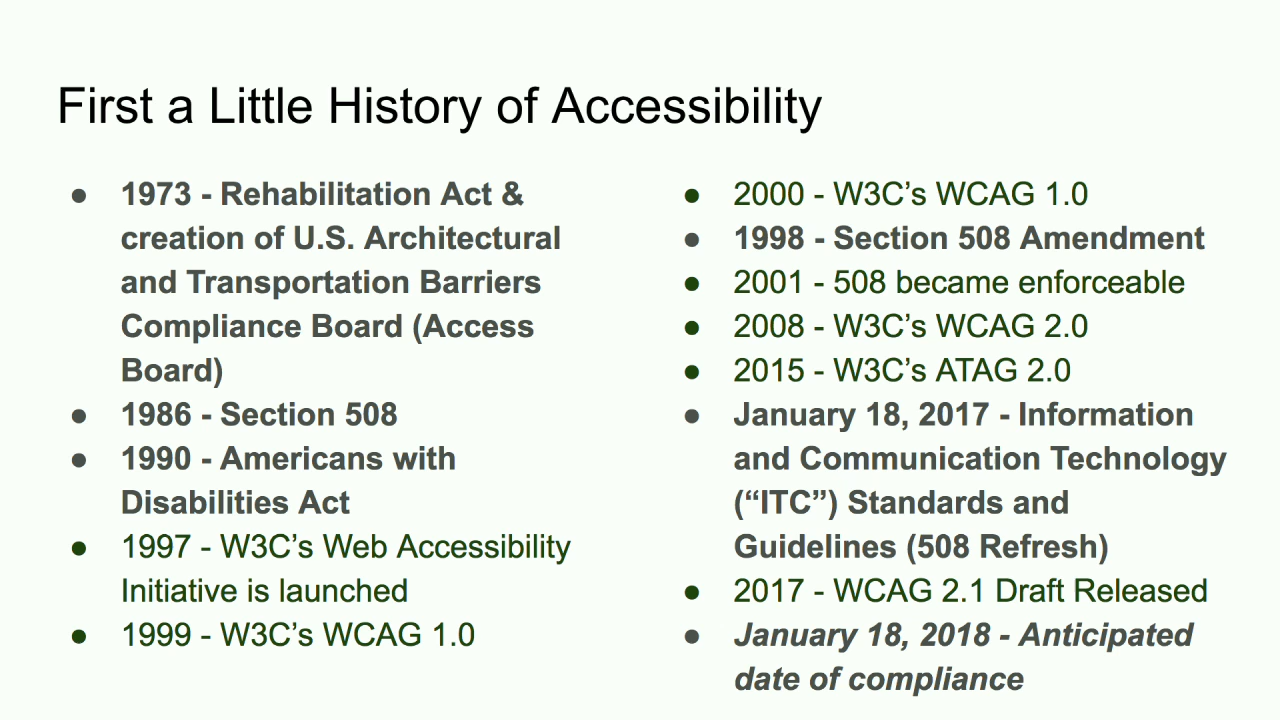 First a Little History of Accessibility
● 1973 - Rehabilitation Act &
creation of U.S. Architectural
and Transportation Barriers
Compliance Board (Access
Board)
● 1986 - Section 508
● 1990 - Americans with
Disabilities Act
● 1997 - W3C’s Web Accessibility
Initiative is launched
● 1999 - W3C’s WCAG 1.0
● 2000 - W3C’s WCAG 1.0
● 1998 - Section 508 Amendment
● 2001 - 508 became enforceable
● 2008 - W3C’s WCAG 2.0
● 2015 - W3C’s ATAG 2.0
● January 18, 2017 - Information
and Communication Technology
(“ITC”) Standards and
Guidelines (508 Refresh)
● 2017 - WCAG 2.1 Draft Released
● January 18, 2018 - Anticipated
date of compliance